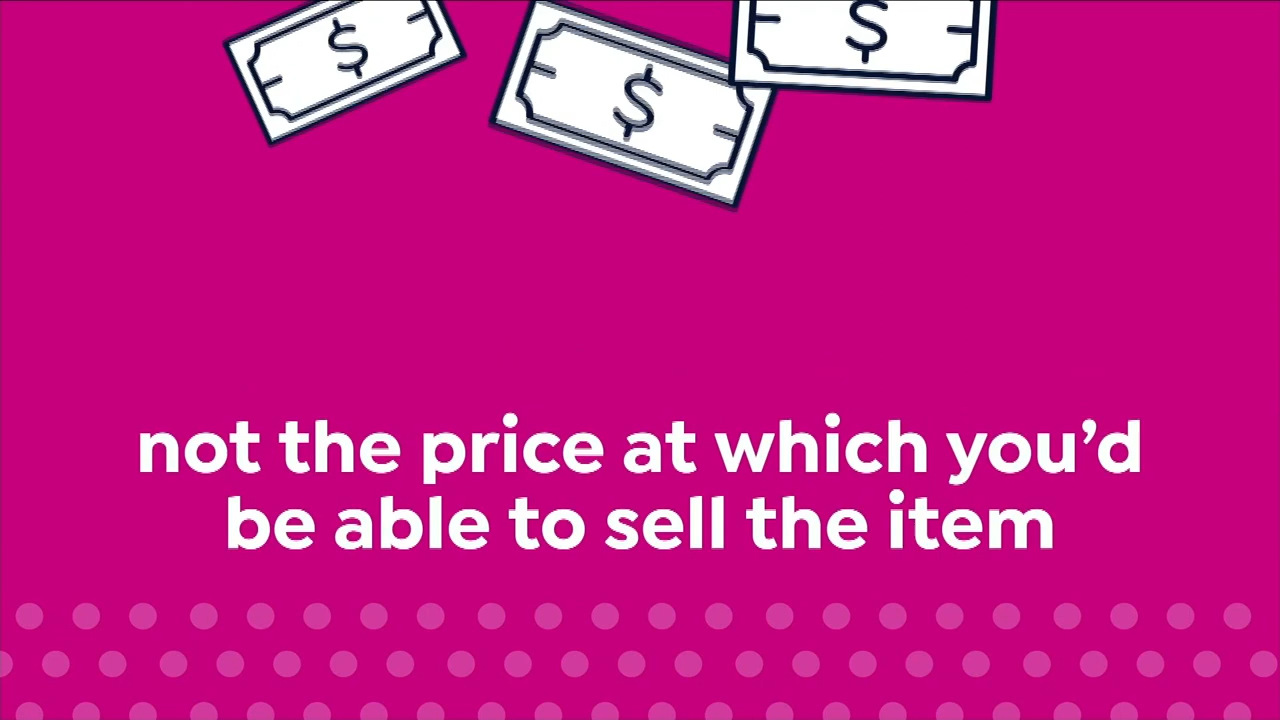 $
$
$
not the price at which you’d
be able to sell the item